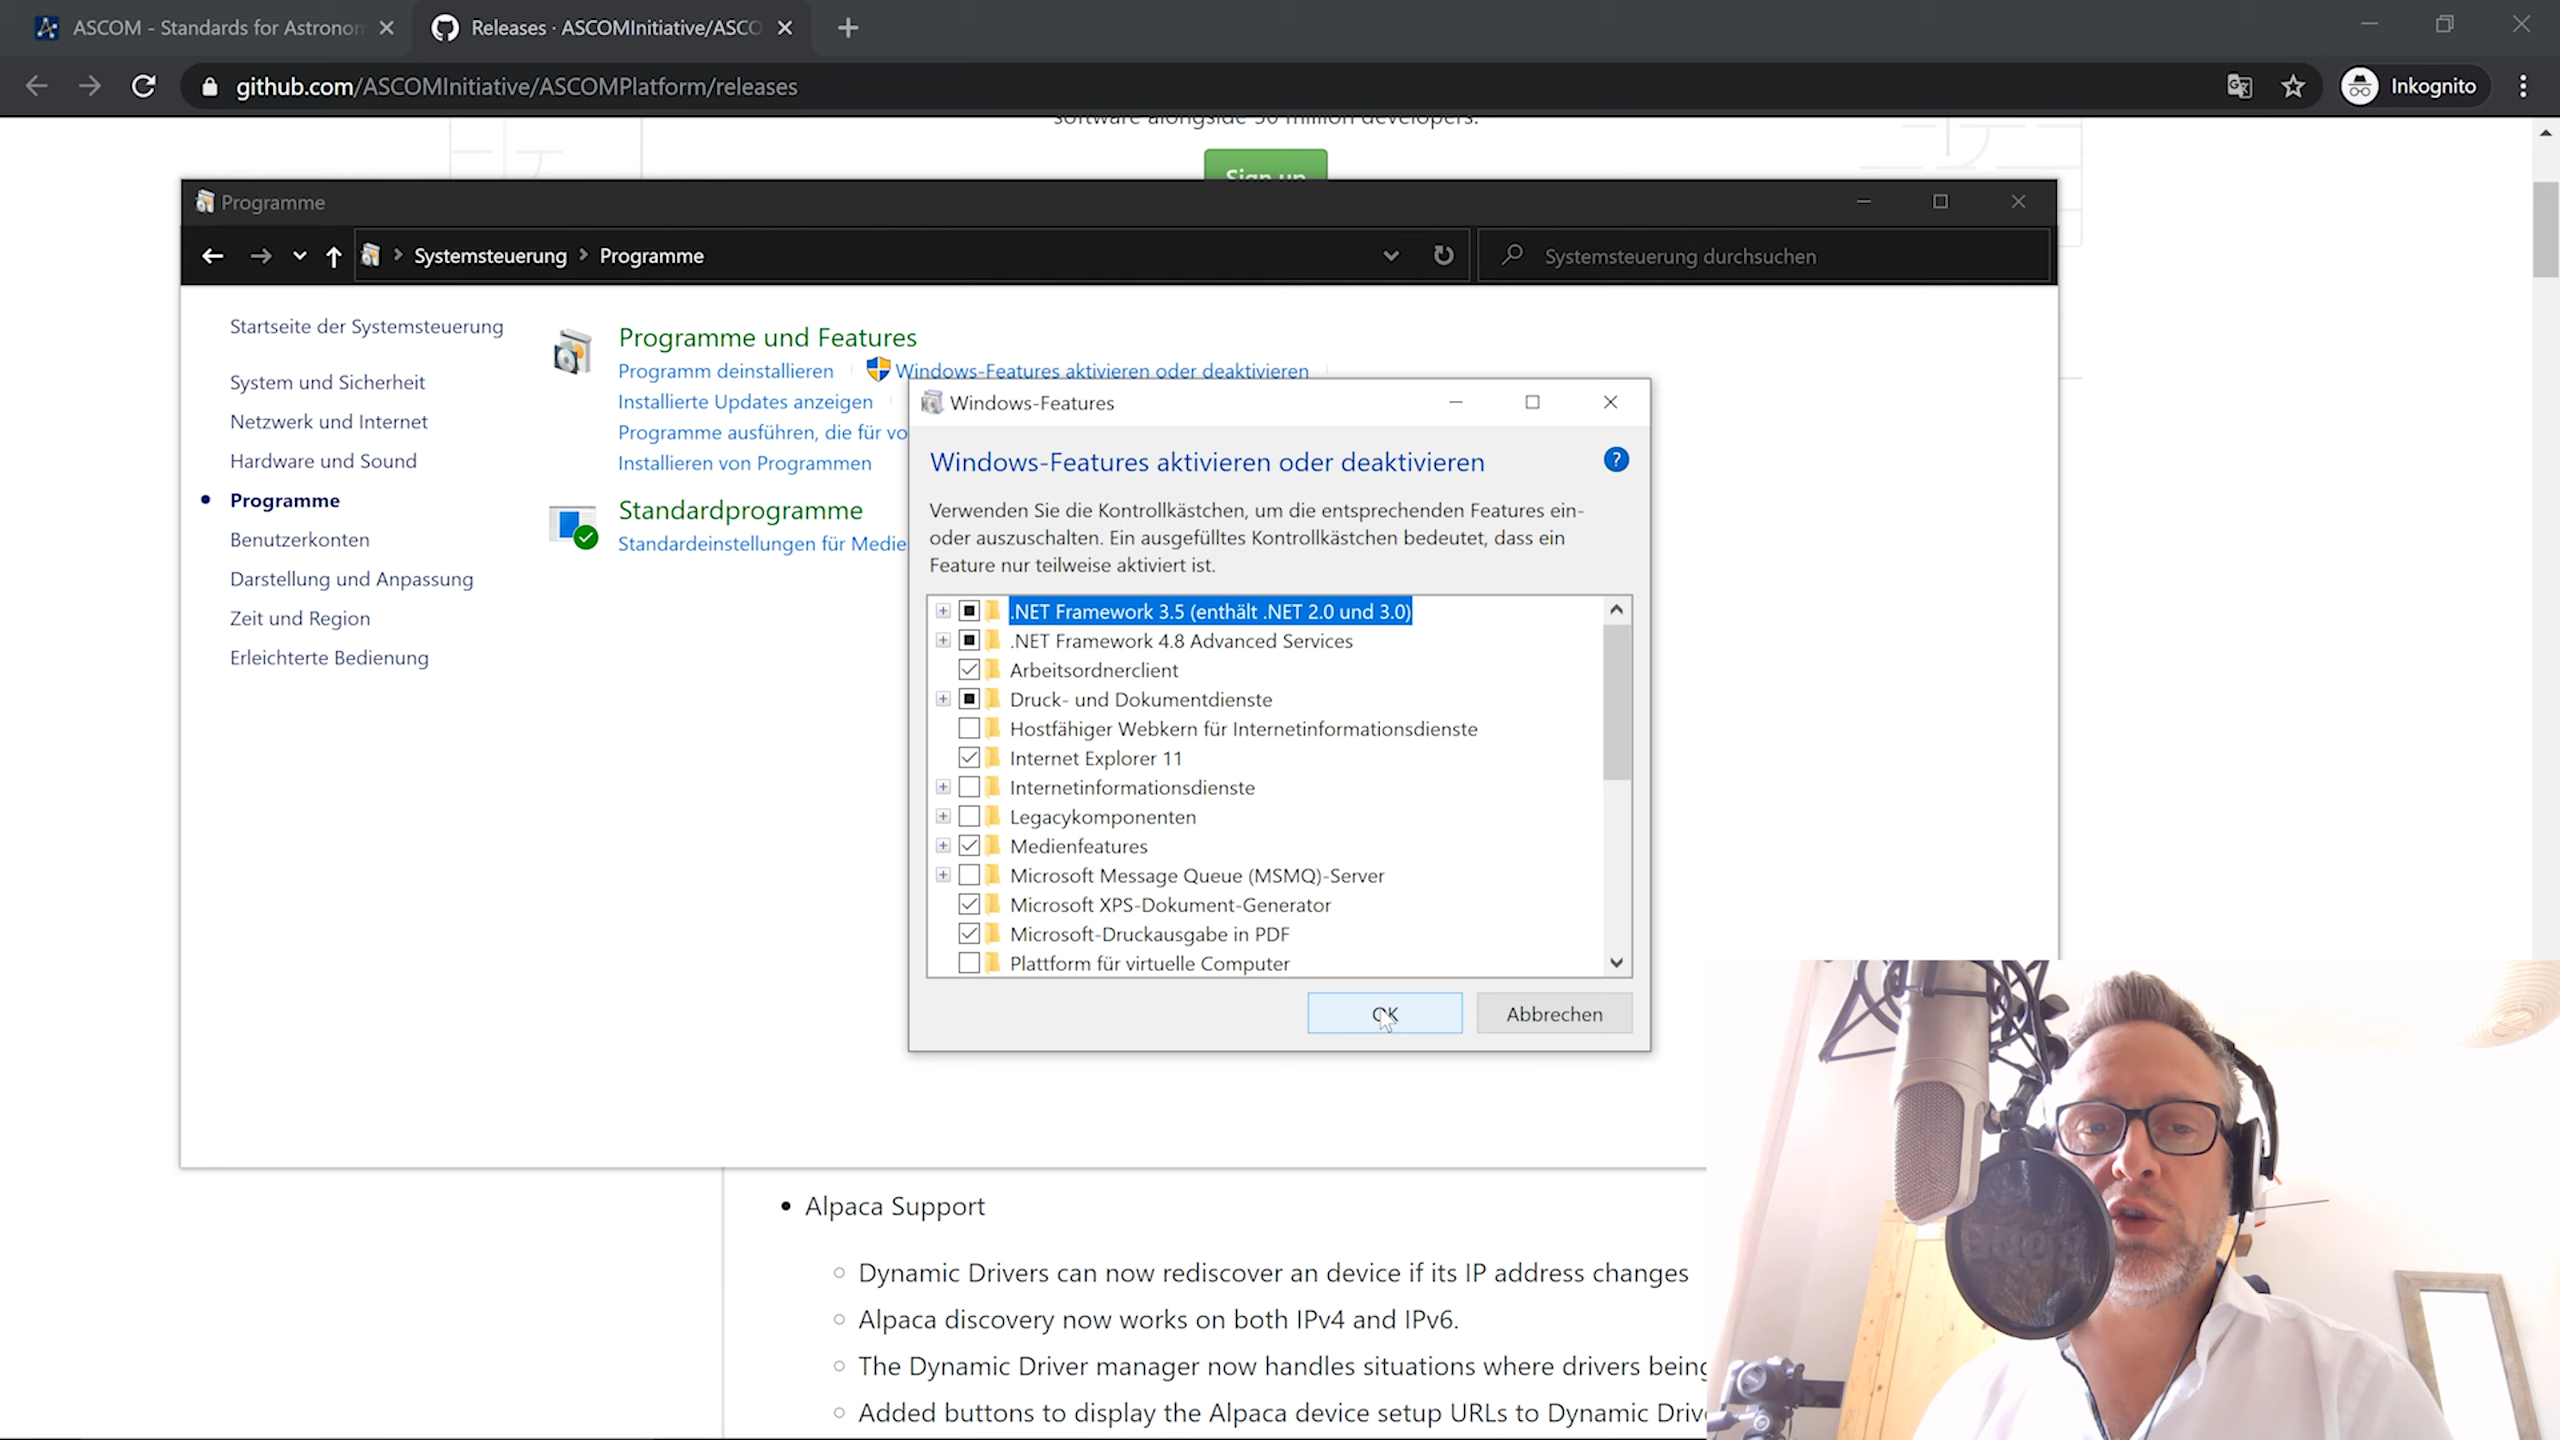 ASCOM - Standards for Astronom
Releases · ASCOMInitiative/ASCO
github.com/ASCOMInitiative/ASCOMPlatform/releases
Inkognito
software alongside 50 million developers.
Sign up
Programme
Systemsteuerung
Programme
Systemsteuerung durchsuchen
Startseite der Systemsteuerung
System und Sicherheit
Netzwerk und Internet
Hardware und Sound
Programme
Benutzerkonten
Darstellung und Anpassung
Zeit und Region
Erleichterte Bedienung
Programme und Features
Programm deinstallieren
Windows-Features aktivieren oder deaktivieren
Installierte Updates anzeigen
Programme ausführen, die für vo
Installieren von Programmen
Standardprogramme
Standardeinstellungen für Medie
Windows-Features
Windows-Features aktivieren oder deaktivieren
Verwenden Sie die Kontrollkästchen, um die entsprechenden Features ein-
oder auszuschalten. Ein ausgefülltes Kontrollkästchen bedeutet, dass ein
Feature nur teilweise aktiviert ist.
.NET Framework 3.5 (enthält .NET 2.0 und 3.0)
.NET Framework 4.8 Advanced Services
Arbeitsordnerclient
Druck- und Dokumentdienste
Hostfähiger Webkern für Internetinformationsdienste
Internet Explorer 11
Internetinformationsdienste
Legacykomponenten
Medienfeatures
Microsoft Message Queue (MSMQ)-Server
Microsoft XPS-Dokument-Generator
Microsoft-Druckausgabe in PDF
Plattform für virtuelle Computer
OK
Abbrechen
• Alpaca Support
Dynamic Drivers can now rediscover an device if its IP address changes
Alpaca discovery now works on both IPv4 and IPv6.
The Dynamic Driver manager now handles situations where drivers being
Added buttons to display the Alpaca device setup URLs to Dynamic Driv